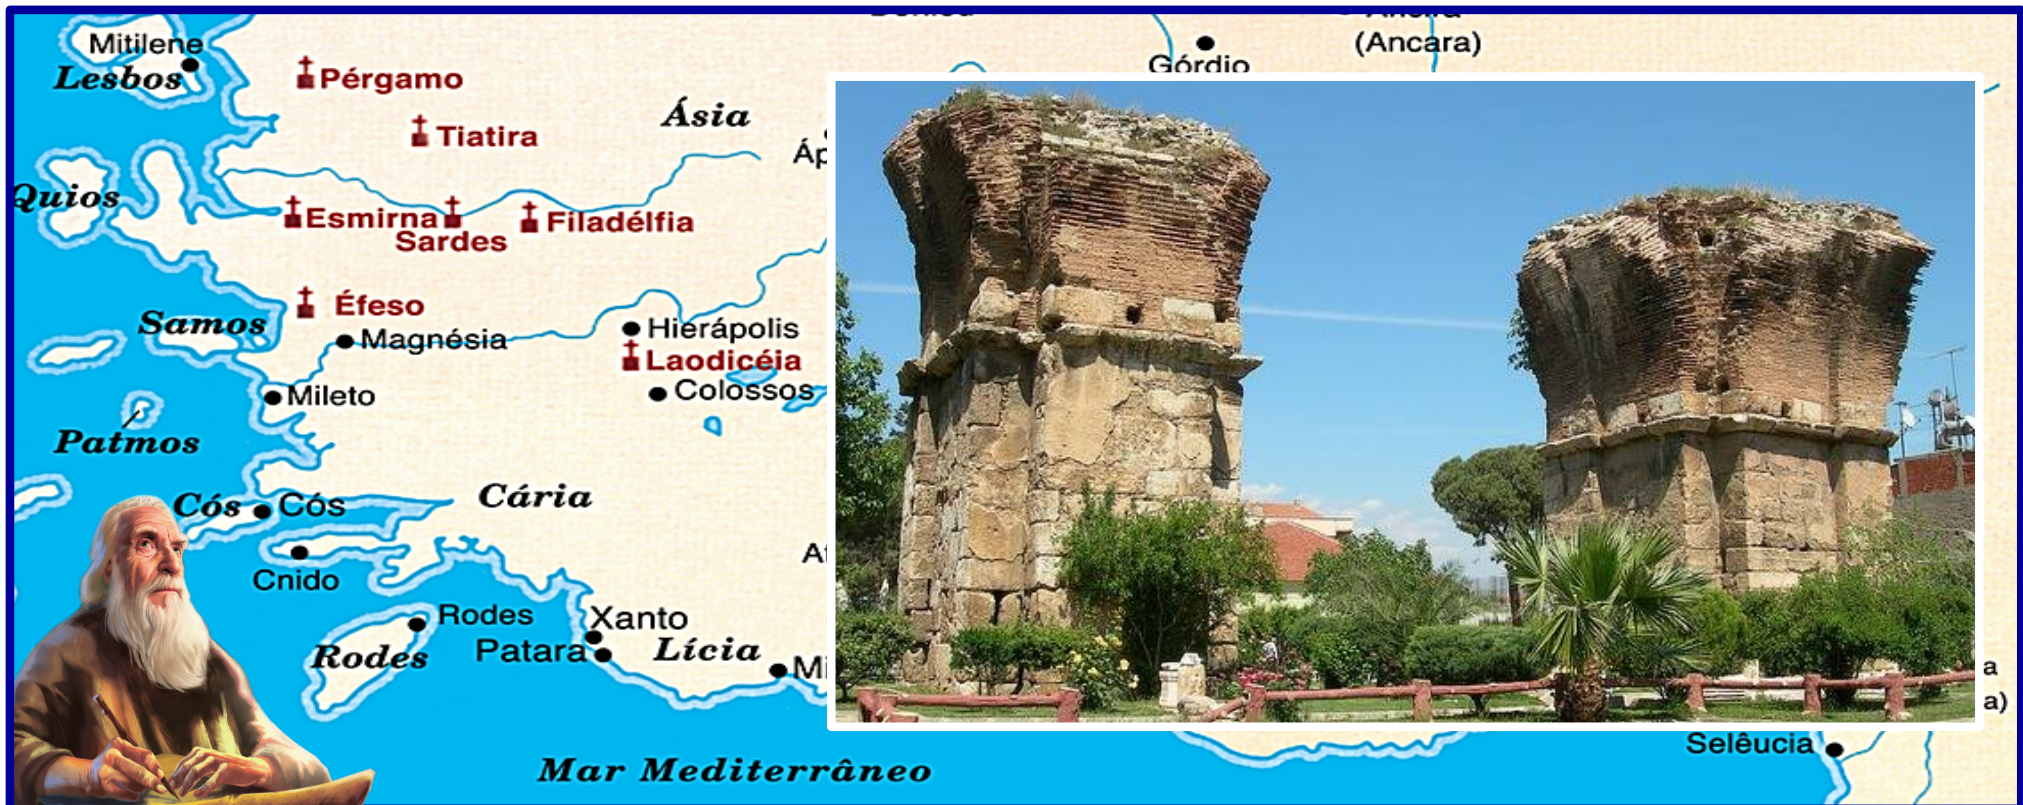 Mitilene
Lesbos
Pérgamo
Górdio
(Ancara)
Tiatira
Ásia
Quios
Esmirna
Sardes
Filadélfia
Éfeso
Samos
Magnésia
Hierápolis
Laodicéia
Colossos
Mileto
Patmos
Cós
Cós
Cária
Cnido
Rodes
Rodes
Xanto
Patara
Lícia
Selêucia
Mar Mediterrâneo